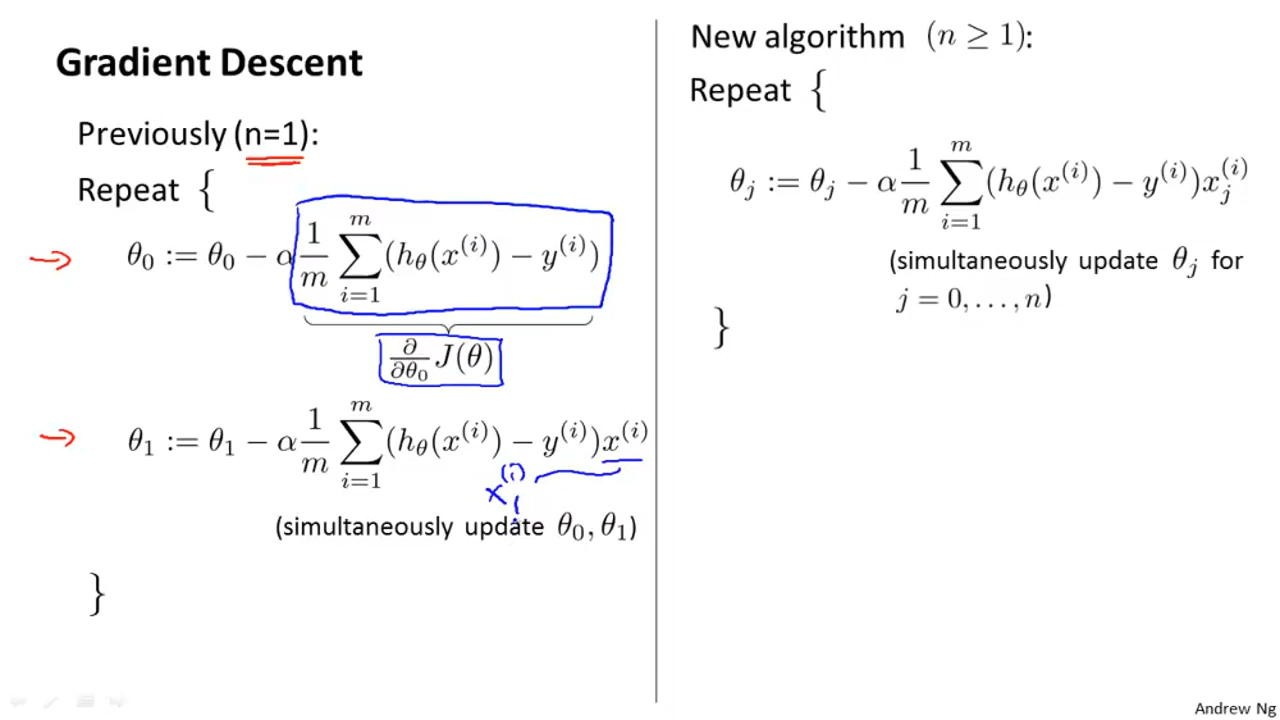 Gradient Descent
Previously (n=1):
Repeat {
θ₀ := θ₀ − α (1/m) ∑_{i=1}^{m} (h_θ(x^{(i)}) − y^{(i)})
∂/∂θ₀ J(θ)
θ₁ := θ₁ − α (1/m) ∑_{i=1}^{m} (h_θ(x^{(i)}) − y^{(i)})x^{(i)}
x₁^{(i)}
(simultaneously update θ₀, θ₁)
}
New algorithm (n ≥ 1):
Repeat {
θ_j := θ_j − α (1/m) ∑_{i=1}^{m} (h_θ(x^{(i)}) − y^{(i)})x_j^{(i)}
(simultaneously update θ_j for
j = 0, . . . , n)
}
Andrew Ng